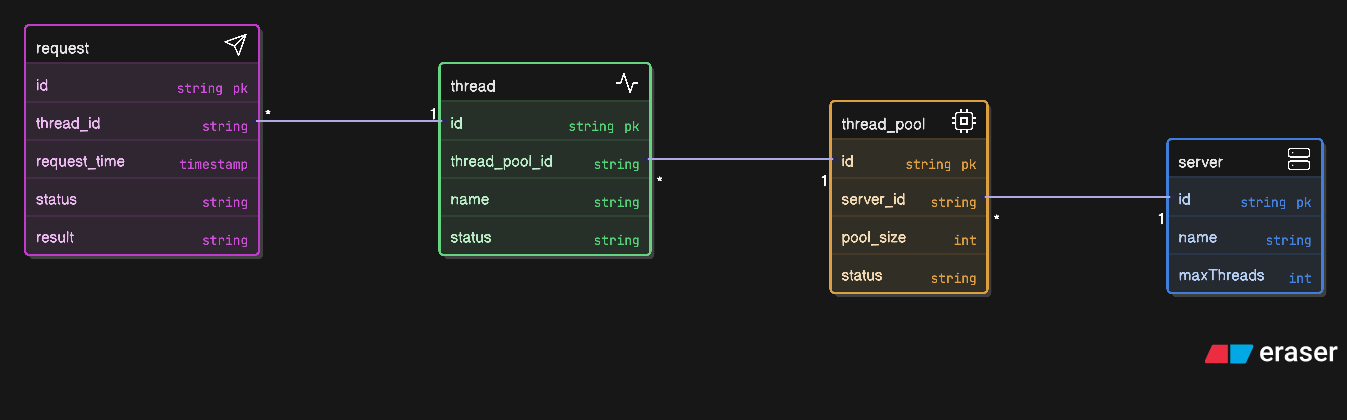 request
id string pk
thread_id string
request_time timestamp
status string
result string
*
1
thread
id string pk
thread_pool_id string
name string
status string
*
1
thread_pool
id string pk
server_id string
pool_size int
status string
*
1
server
id string pk
name string
maxThreads int
eraser